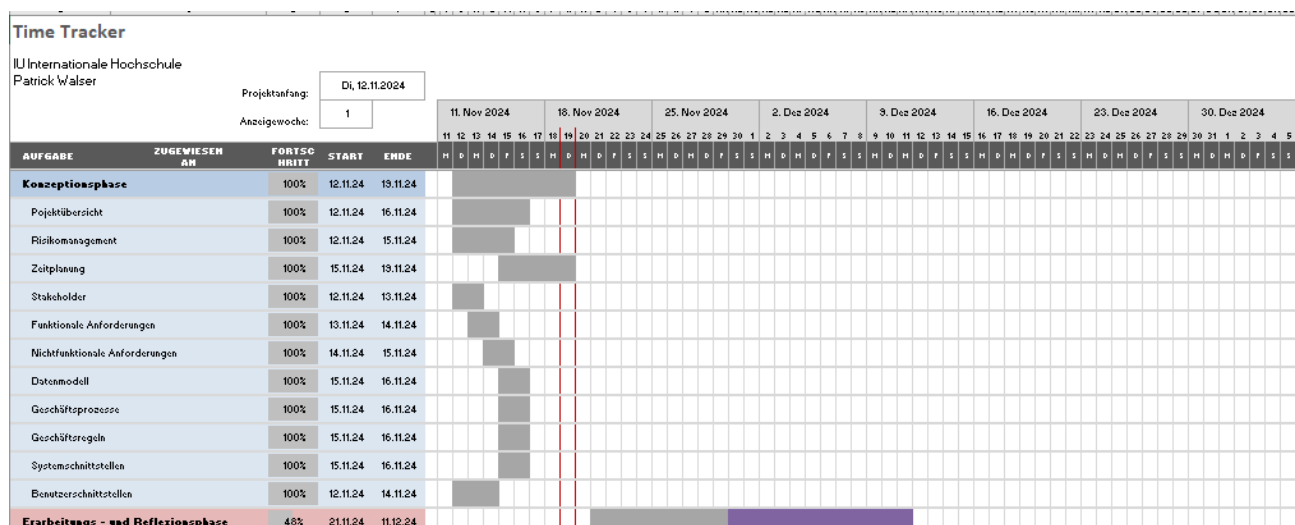 Time Tracker
IU Internationale Hochschule
Patrick Walser
Projektanfang: Di, 12.11.2024
Anzeigewoche: 1
11. Nov 2024 18. Nov 2024 25. Nov 2024 2. Dez 2024 9. Dez 2024 16. Dez 2024 23. Dez 2024 30. Dez 2024
11 12 13 14 15 16 17 18 19 20 21 22 23 24 25 26 27 28 29 30 1 2 3 4 5 6 7 8 9 10 11 12 13 14 15 16 17 18 19 20 21 22 23 24 25 26 27 28 29 30 31 1 2 3 4 5
AUFGABE ZUGEWIESEN AN FORTSCHRITT START ENDE M D M D F S S M D M D F S S M D M D F S S M D M D F S S M D M D F S S M D M D F S S M D M D F S S M D M D F S S
Konzeptionsphase 100% 12.11.24 19.11.24
Pojektübersicht 100% 12.11.24 16.11.24
Risikomanagement 100% 12.11.24 15.11.24
Zeitplanung 100% 15.11.24 19.11.24
Stakeholder 100% 12.11.24 13.11.24
Funktionale Anforderungen 100% 13.11.24 14.11.24
Nichtfunktionale Anforderungen 100% 14.11.24 15.11.24
Datenmodell 100% 15.11.24 16.11.24
Geschäftsprozesse 100% 15.11.24 16.11.24
Geschäftsregeln 100% 15.11.24 16.11.24
Systemschnittstellen 100% 15.11.24 16.11.24
Benutzerschnittstellen 100% 12.11.24 14.11.24
Erarbeitungs - und Reflexionsphase 48% 21.11.24 11.12.24